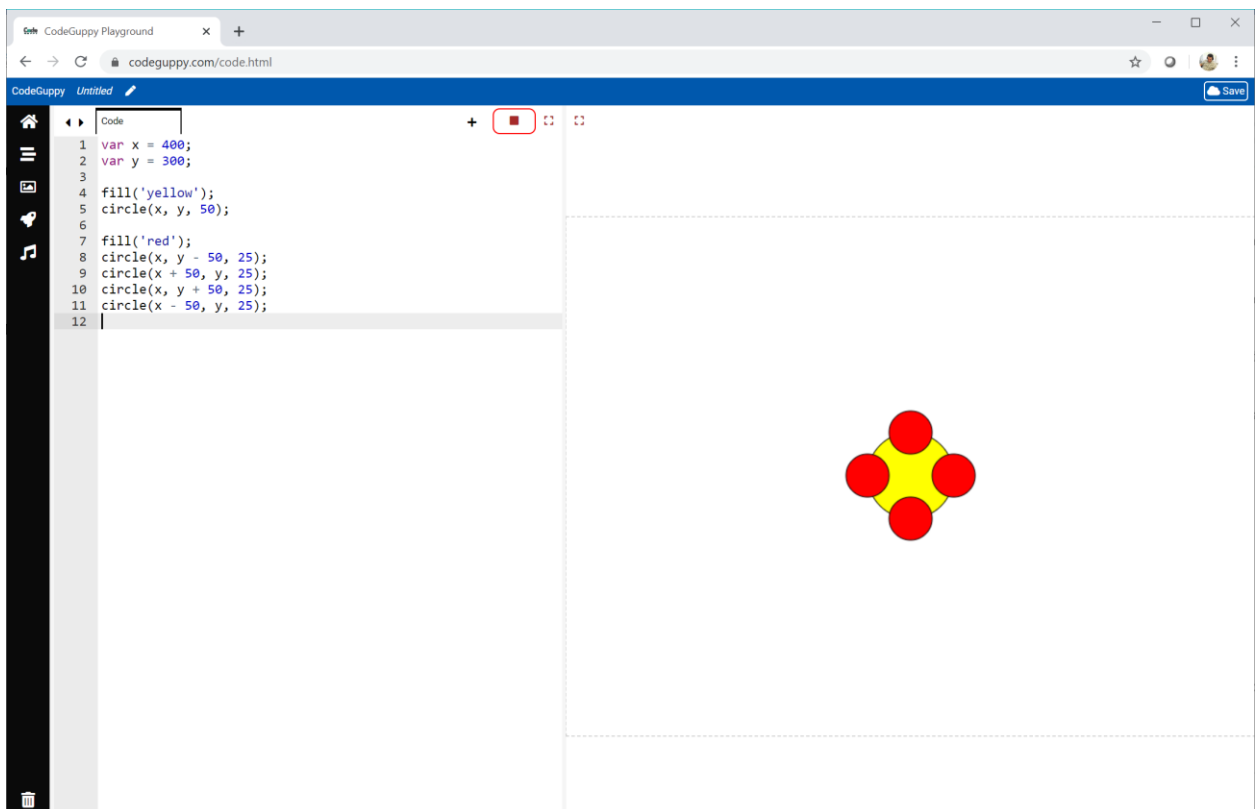 CodeGuppy Playground
codeguppy.com/code.html
CodeGuppy Untitled Save
Code
1 var x = 400;
2 var y = 300;
3
4 fill('yellow');
5 circle(x, y, 50);
6
7 fill('red');
8 circle(x, y - 50, 25);
9 circle(x + 50, y, 25);
10 circle(x, y + 50, 25);
11 circle(x - 50, y, 25);
12